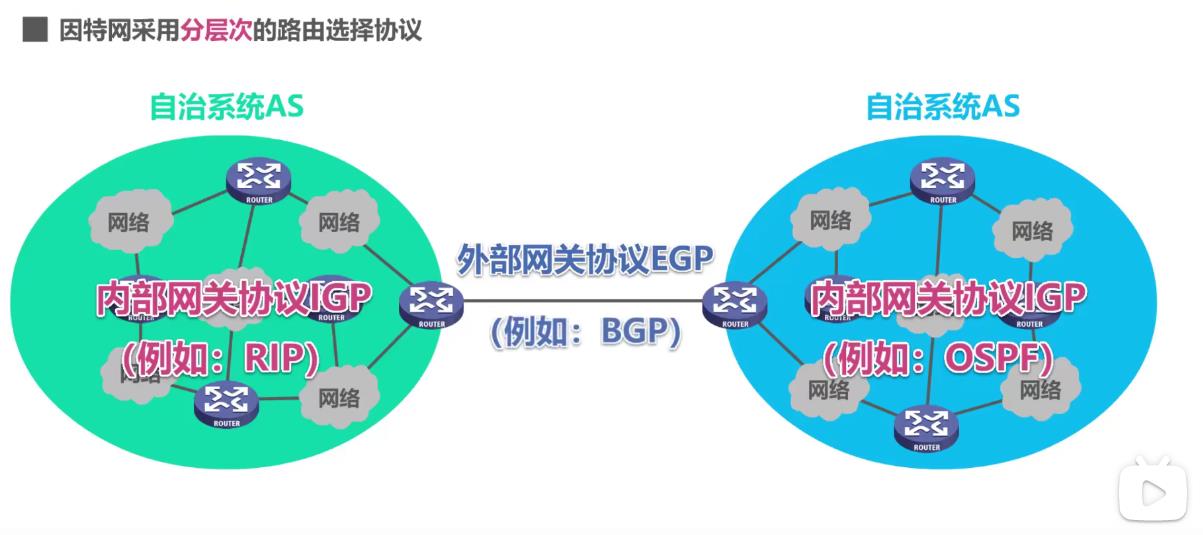 因特网采用分层次的路由选择协议
自治系统AS
自治系统AS
ROUTER
ROUTER
网络
网络
网络
网络
外部网关协议EGP
（例如：BGP）
内部网关协议IGP
（例如：RIP）
内部网关协议IGP
（例如：OSPF）
ROUTER
ROUTER
ROUTER
ROUTER
网络
网络
网络
网络
ROUTER
ROUTER